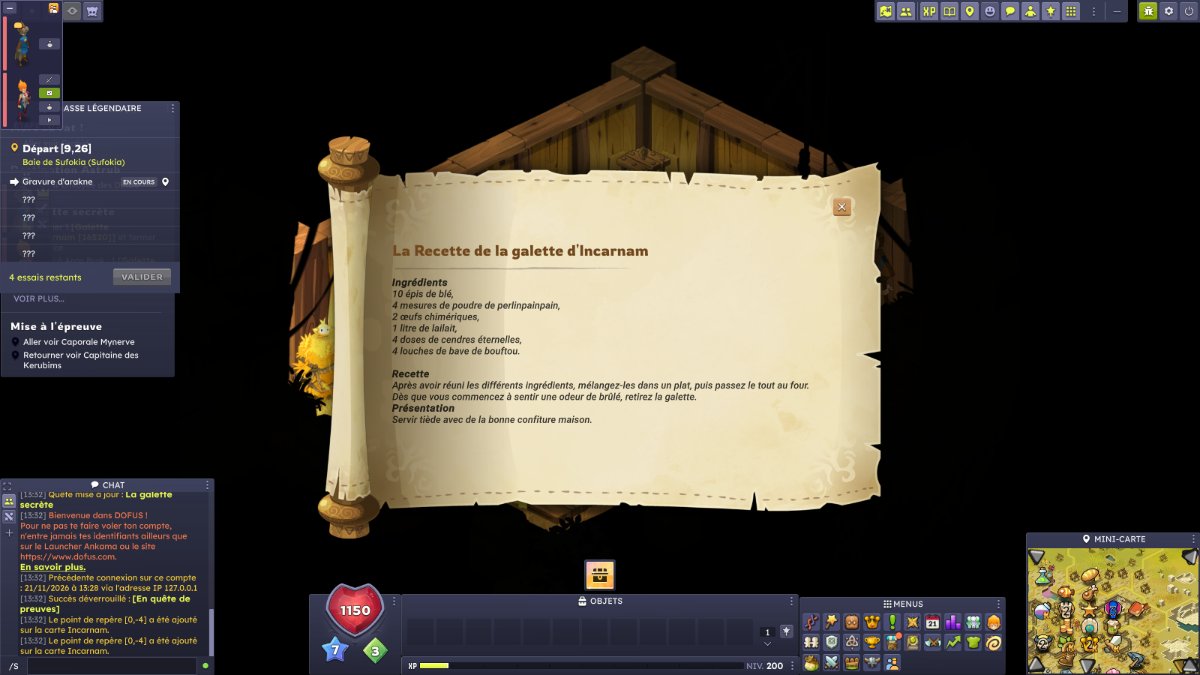 XP
ASSE LÉGENDAIRE
Départ [9,26]
Baie de Sufokia (Sufokia)
Gravure d'arakne
EN COURS
???
???
???
???
4 essais restants
VALIDER
VOIR PLUS...
Mise à l'épreuve
Aller voir Caporale Mynerve
Retourner voir Capitaine des
Kerubims
La Recette de la galette d'Incarnam
Ingrédients
10 épis de blé,
4 mesures de poudre de perlinpainpain,
2 œufs chimériques,
1 litre de lailait,
4 doses de cendres éternelles,
4 louches de bave de bouftou.
Recette
Après avoir réuni les différents ingrédients, mélangez-les dans un plat, puis passez le tout au four.
Dès que vous commencez à sentir une odeur de brûlé, retirez la galette.
Présentation
Servir tiède avec de la bonne confiture maison.
CHAT
[13:32] Quête mise à jour : La galette
secrète
[13:32] Bienvenue dans DOFUS !
Pour ne pas te faire voler ton compte,
n'entre jamais tes identifiants ailleurs que
sur le Launcher Ankama ou le site
https://www.dofus.com.
En savoir plus.
[13:32] Précédente connexion sur ce compte
: 21/11/2026 à 13:28 via l'adresse IP 127.0.0.1
[13:32] Succès déverrouillé : [En quête de
preuves]
[13:32] Le point de repère [0,-4] a été ajouté
sur la carte Incarnam.
[13:32] Le point de repère [0,-4] a été ajouté
sur la carte Incarnam.
/S
1150
7
3
OBJETS
1
XP
NIV. 200
MENUS
21
MINI-CARTE